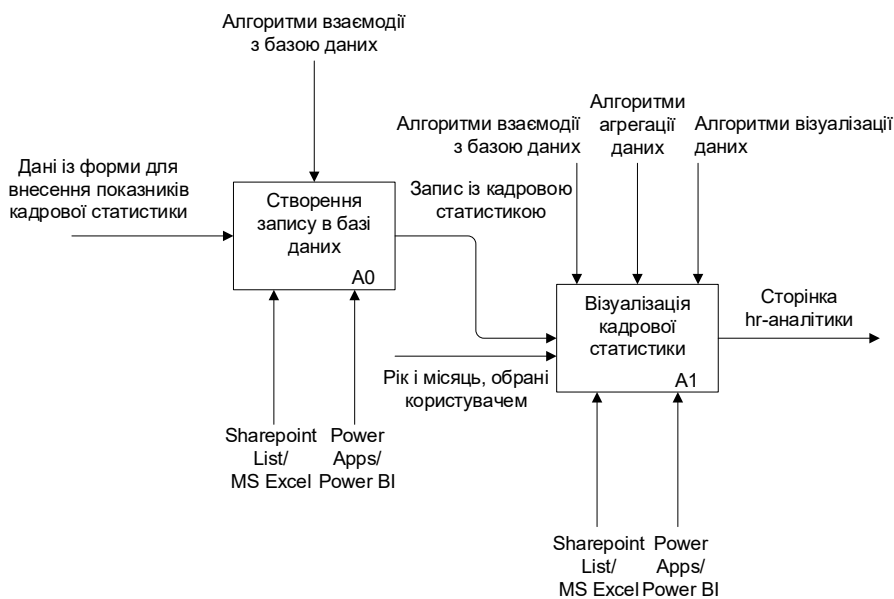 Алгоритми взаємодії
з базою даних
Дані із форми для
внесення показників
кадрової статистики
Створення
запису в базі
даних
A0
Sharepoint
List/
MS Excel
Power
Apps/
Power BI
Алгоритми взаємодії
з базою даних
Алгоритми
агрегації
даних
Алгоритми візуалізації
даних
Запис із кадровою
статистикою
Рік і місяць, обрані
користувачем
Візуалізація
кадрової
статистики
A1
Сторінка
hr-аналітики
Sharepoint
List/
MS Excel
Power
Apps/
Power BI